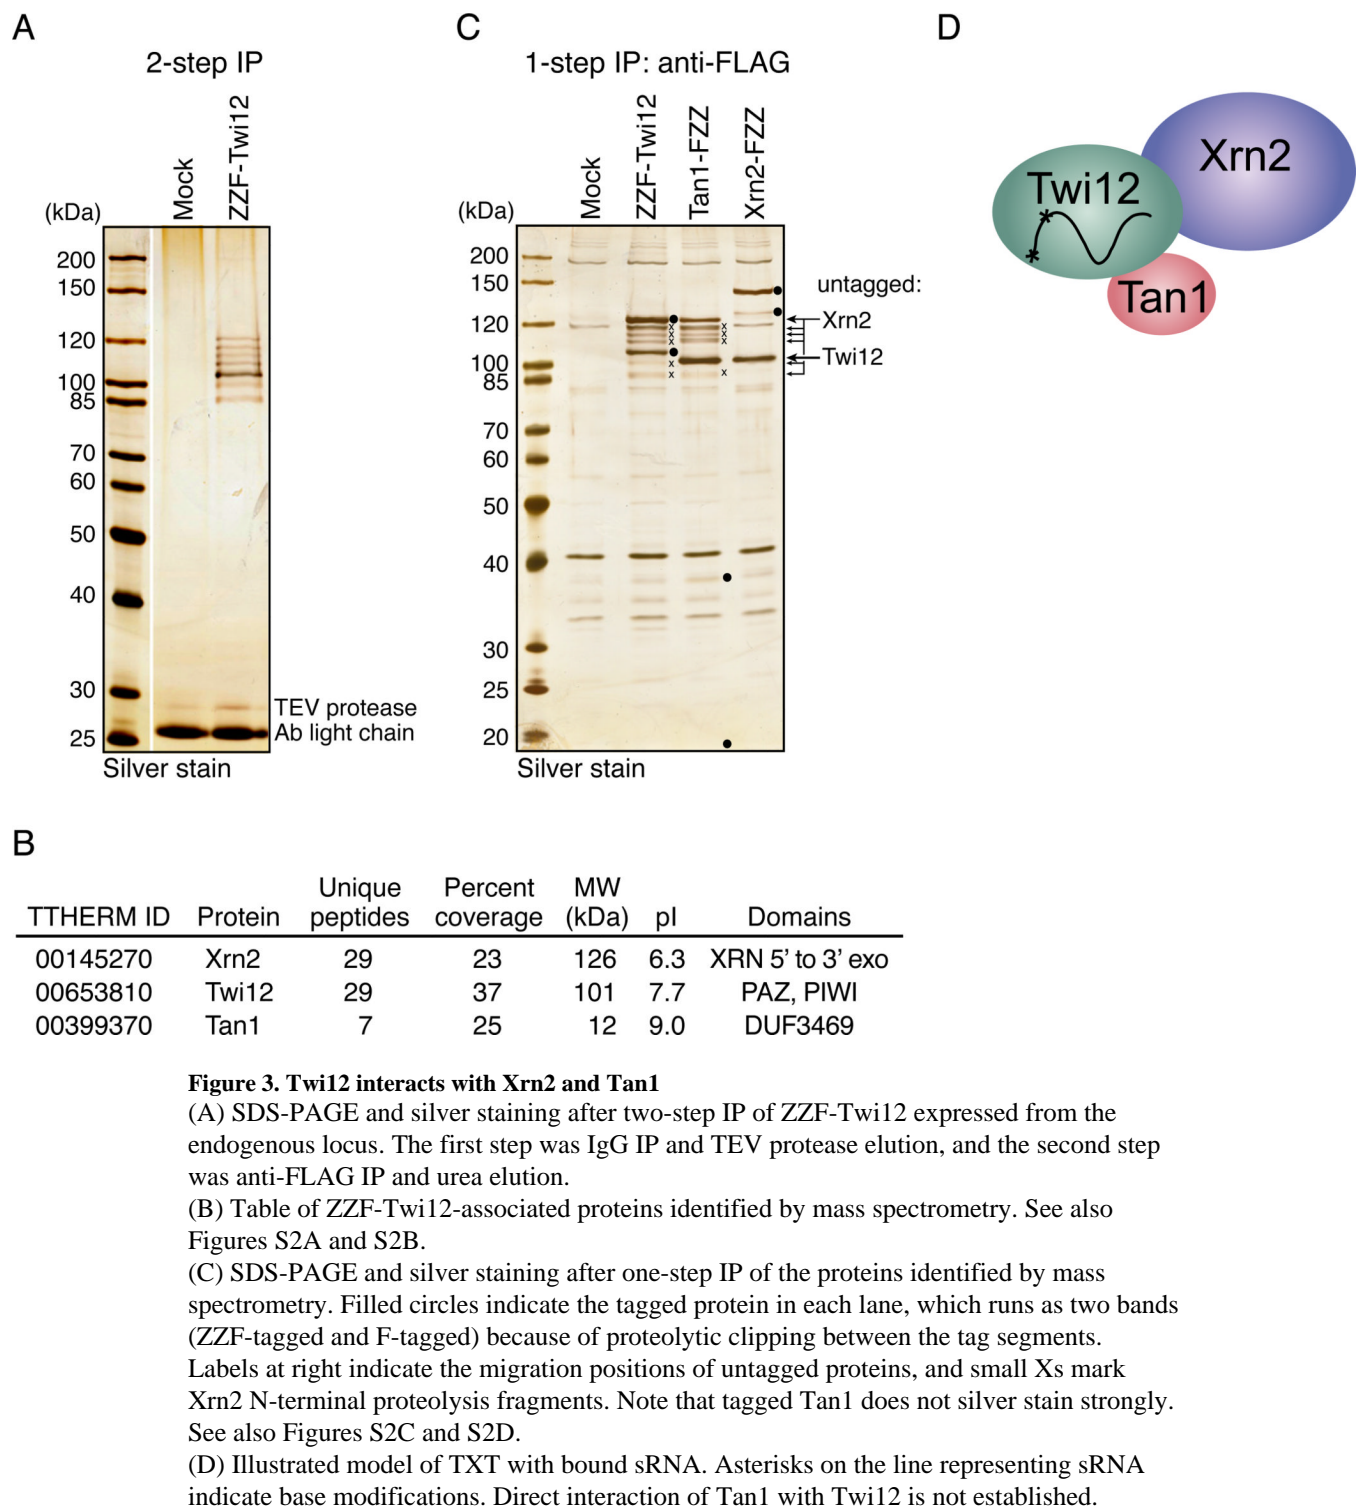 A
2-step IP
Mock
ZZF-Twi12
(kDa)
200
150
120
100
85
70
60
50
40
30
25
TEV protease
Ab light chain
Silver stain
C
1-step IP: anti-FLAG
Mock
ZZF-Twi12
Tan1-FZZ
Xrn2-FZZ
(kDa)
200
150
120
100
85
70
60
50
40
30
25
20
x
x
x
x
x
x
x
x
untagged:
Xrn2
Twi12
Silver stain
D
Twi12
Xrn2
Tan1
B
TTHERM ID Protein Unique peptides Percent coverage MW (kDa) pI Domains
00145270 Xrn2 29 23 126 6.3 XRN 5’ to 3’ exo
00653810 Twi12 29 37 101 7.7 PAZ, PIWI
00399370 Tan1 7 25 12 9.0 DUF3469
Figure 3. Twi12 interacts with Xrn2 and Tan1
(A) SDS-PAGE and silver staining after two-step IP of ZZF-Twi12 expressed from the
endogenous locus. The first step was IgG IP and TEV protease elution, and the second step
was anti-FLAG IP and urea elution.
(B) Table of ZZF-Twi12-associated proteins identified by mass spectrometry. See also
Figures S2A and S2B.
(C) SDS-PAGE and silver staining after one-step IP of the proteins identified by mass
spectrometry. Filled circles indicate the tagged protein in each lane, which runs as two bands
(ZZF-tagged and F-tagged) because of proteolytic clipping between the tag segments.
Labels at right indicate the migration positions of untagged proteins, and small Xs mark
Xrn2 N-terminal proteolysis fragments. Note that tagged Tan1 does not silver stain strongly.
See also Figures S2C and S2D.
(D) Illustrated model of TXT with bound sRNA. Asterisks on the line representing sRNA
indicate base modifications. Direct interaction of Tan1 with Twi12 is not established.